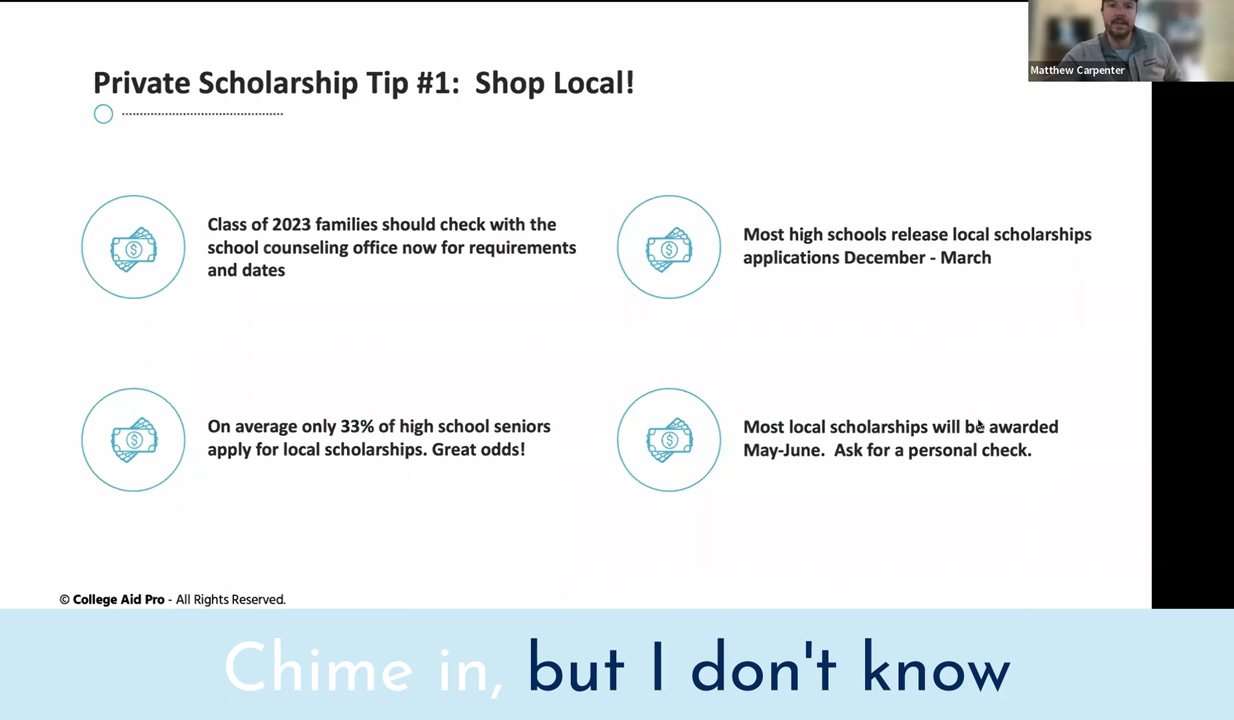 Matthew Carpenter
Private Scholarship Tip #1:  Shop Local!
Class of 2023 families should check with the
school counseling office now for requirements
and dates
Most high schools release local scholarships
applications December - March
On average only 33% of high school seniors
apply for local scholarships. Great odds!
Most local scholarships will be awarded
May-June.  Ask for a personal check.
© College Aid Pro - All Rights Reserved.
Chime in, but I don't know